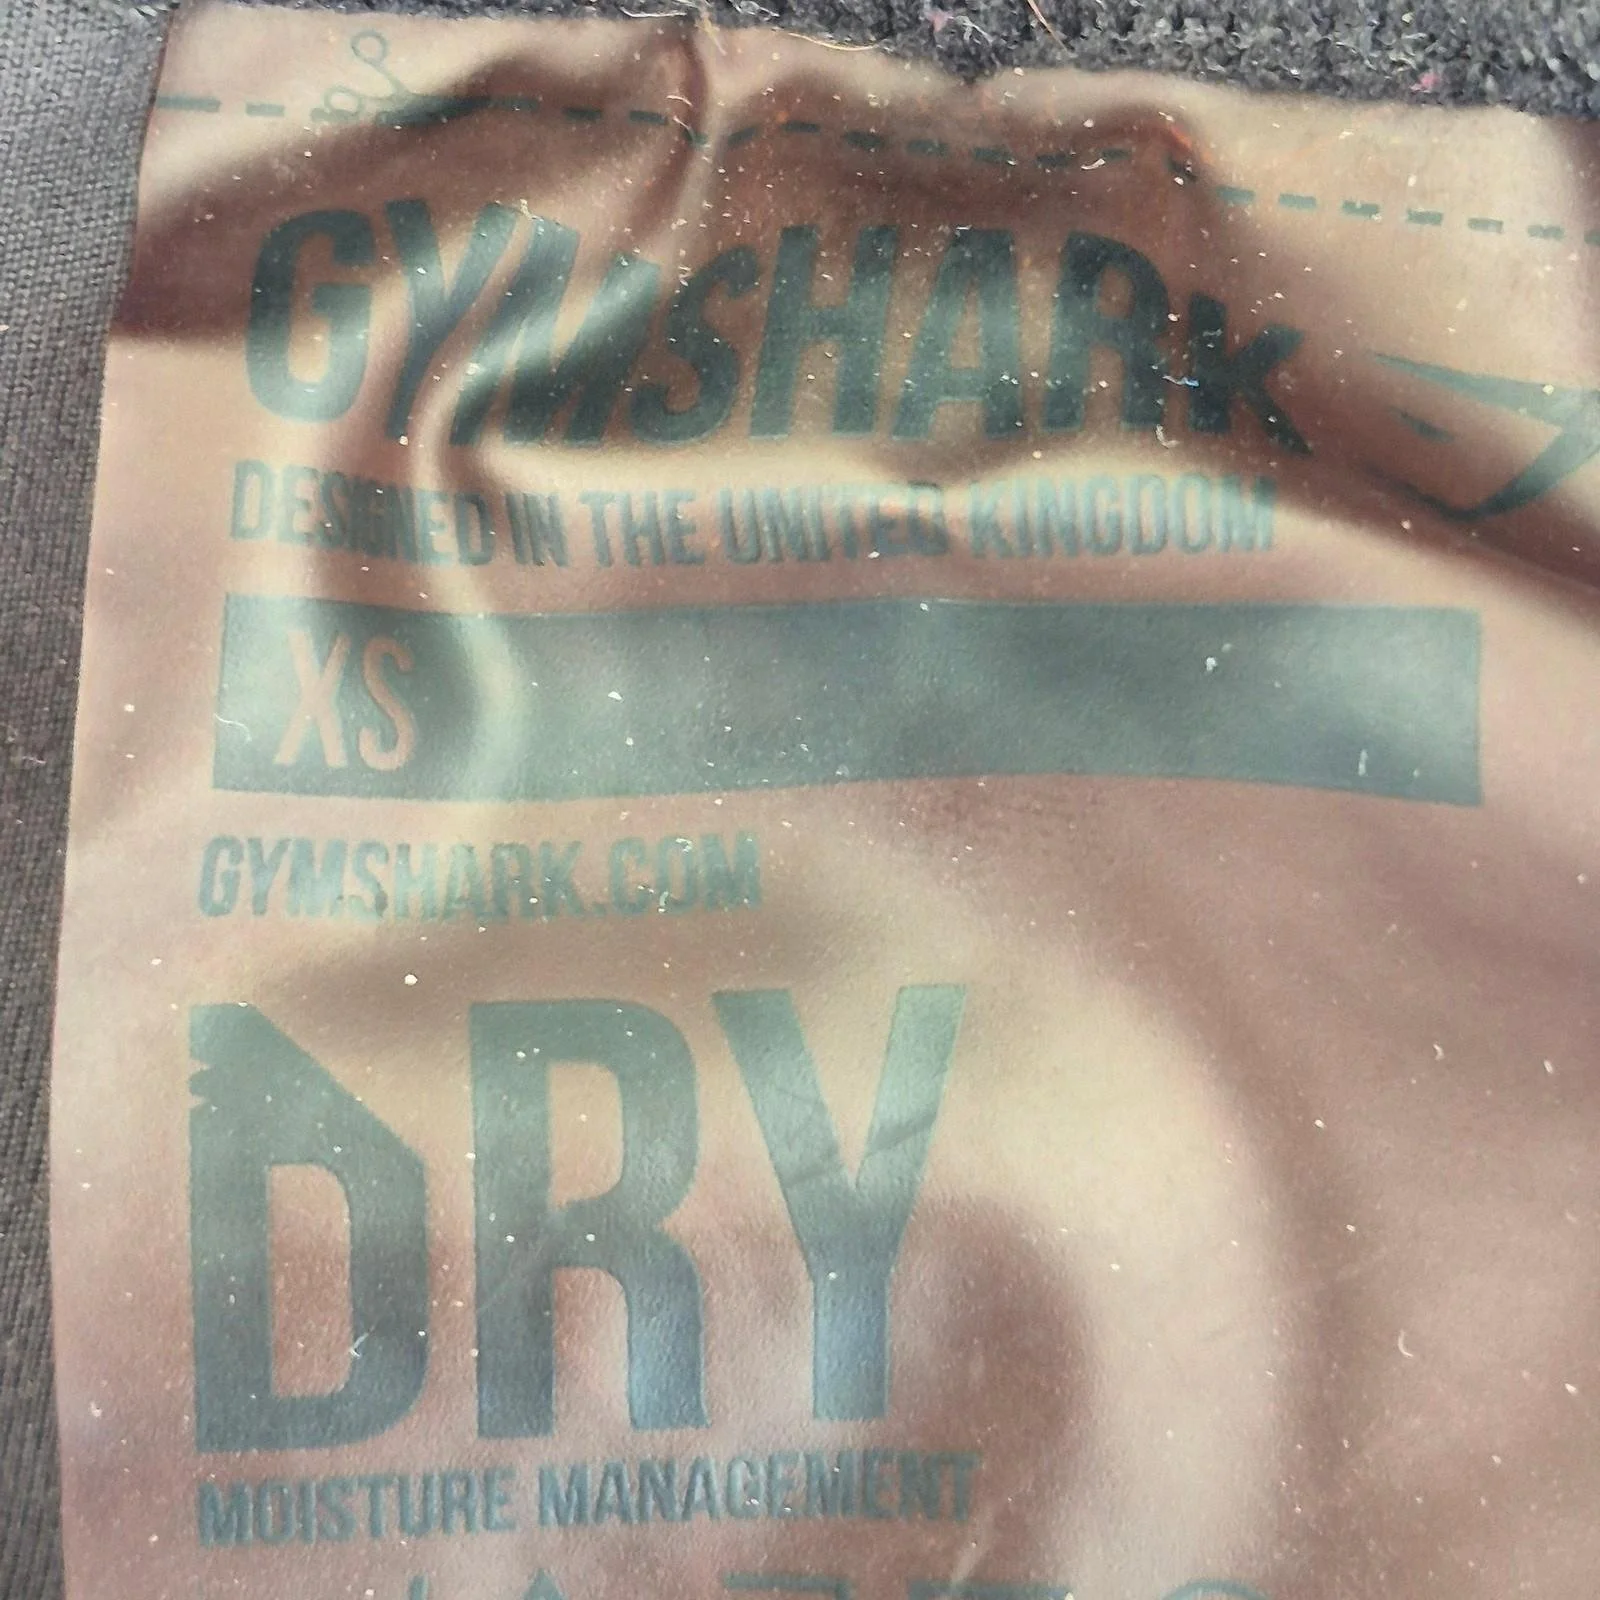 GYMSHARK
DESIGNED IN THE UNITED KINGDOM
XS
GYMSHARK.COM
DRY
MOISTURE MANAGEMENT